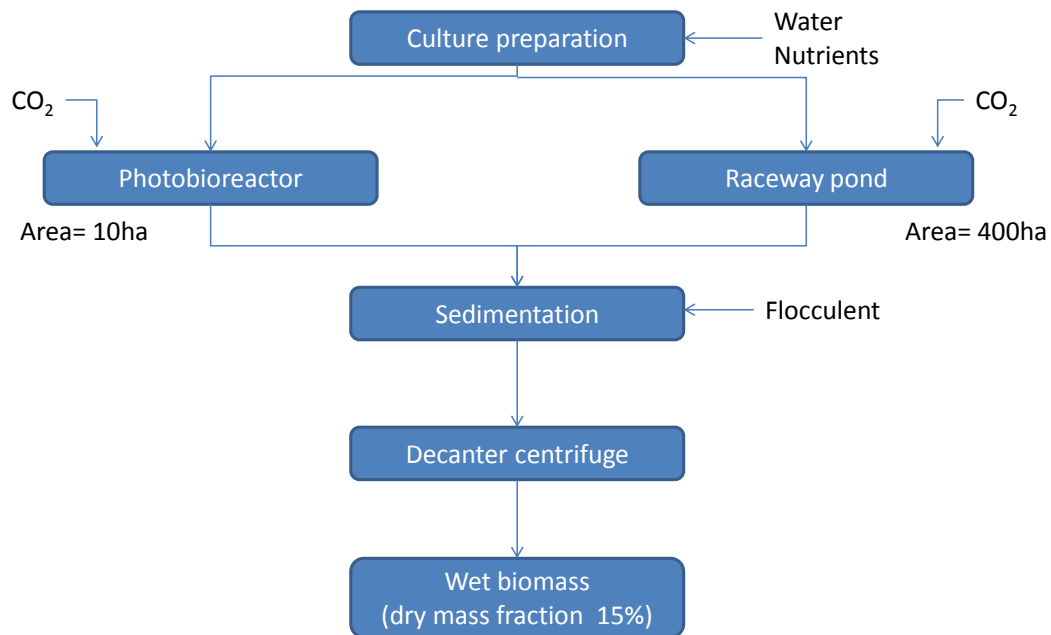 Culture preparation
Water
Nutrients
CO₂
CO₂
Photobioreactor
Raceway pond
Area= 10ha
Area= 400ha
Sedimentation
Flocculent
Decanter centrifuge
Wet biomass
(dry mass fraction 15%)